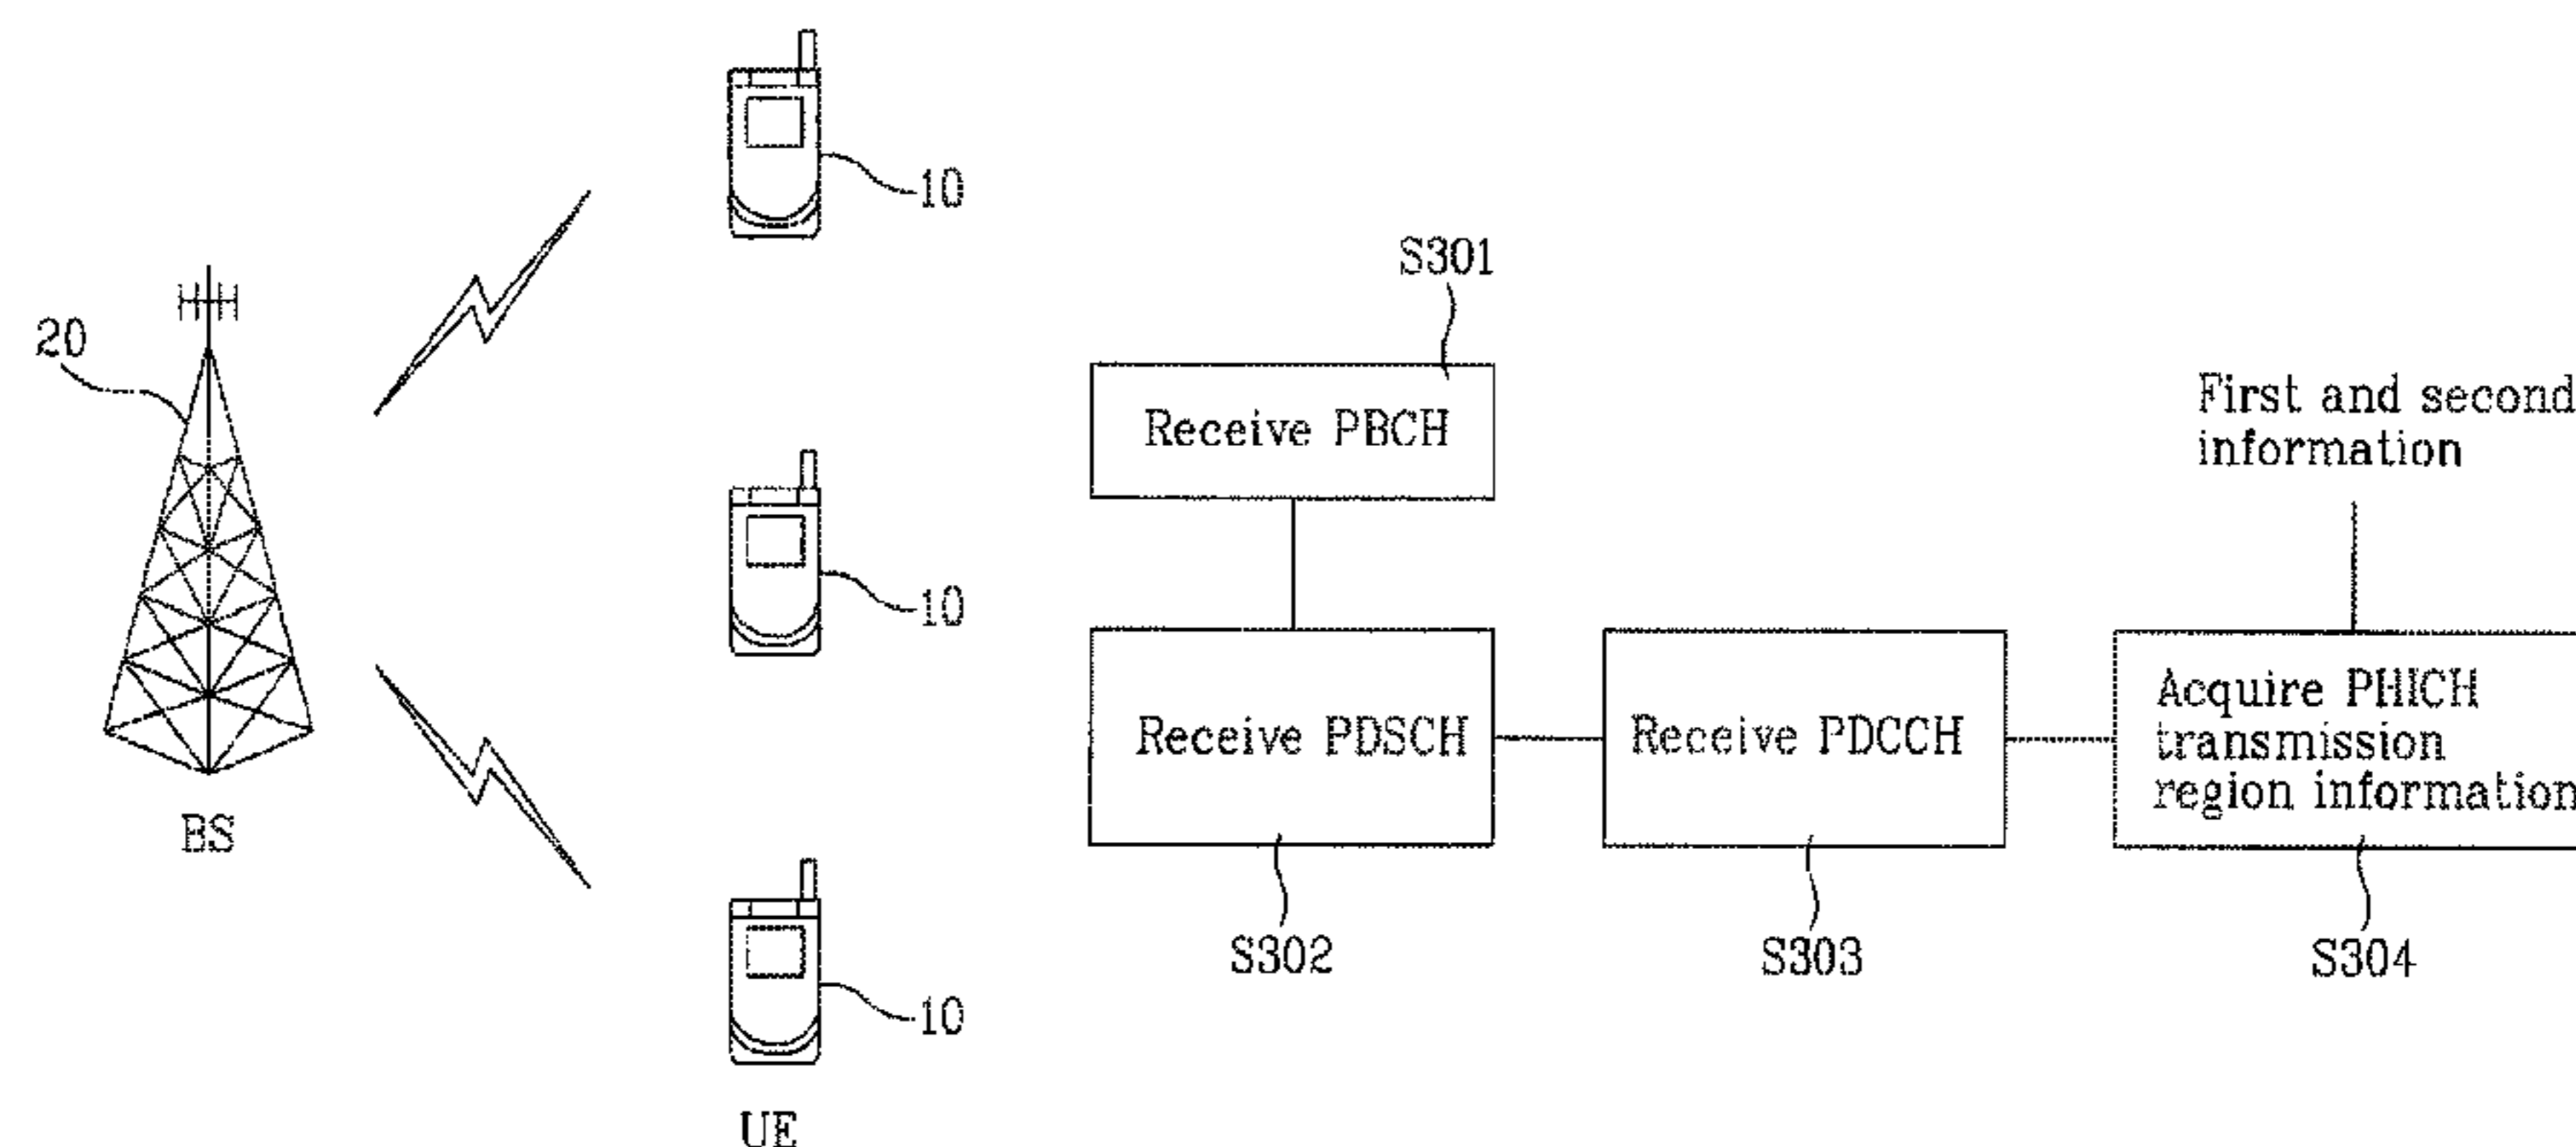 20
BS
10
10
10
UE
S301
Receive PBCH
First and second
information
Receive PDSCH
Receive PDCCH
Acquire PHICH
transmission
region information
S302
S303
S304